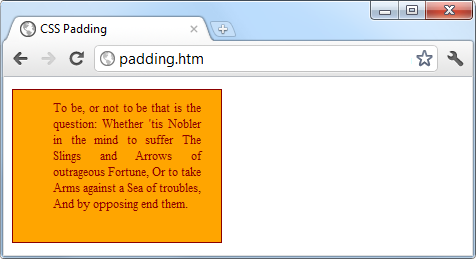 CSS Padding
padding.htm
To be, or not to be that is the
question: Whether 'tis Nobler
in the mind to suffer The
Slings and Arrows of
outrageous Fortune, Or to take
Arms against a Sea of troubles,
And by opposing end them.